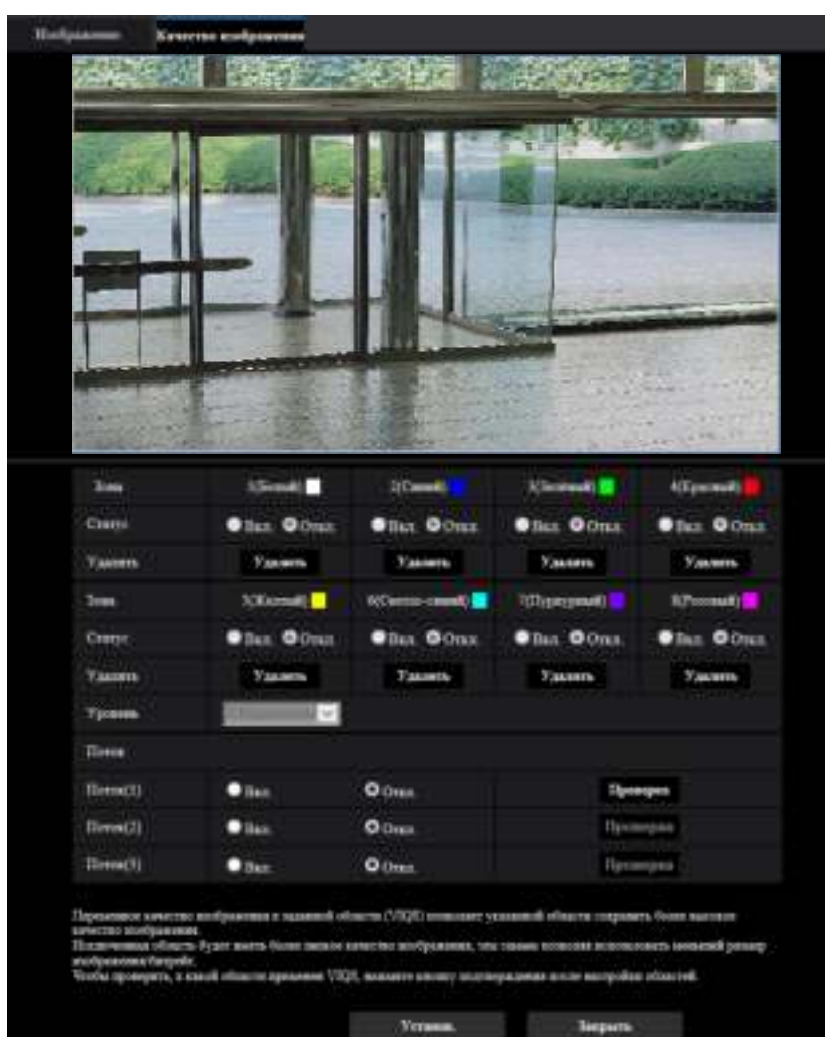 Изображение Качество изображения
Зона 1(Белый) 2(Синий) 3(Зелёный) 4(Красный)
Статус Вкл. Откл. Вкл. Откл. Вкл. Откл. Вкл. Откл.
Удалить Удалить Удалить Удалить Удалить
Зона 5(Желтый) 6(Светло-синий) 7(Пурпурный) 8(Розовый)
Статус Вкл. Откл. Вкл. Откл. Вкл. Откл. Вкл. Откл.
Удалить Удалить Удалить Удалить Удалить
Уровень
Поток
Поток(1) Вкл. Откл. Проверка
Поток(2) Вкл. Откл. Проверка
Поток(3) Вкл. Откл. Проверка
Переменное качество изображения в заданной области (VIQS) позволяет указанной области сохранять более высокое
качество изображения.
Исключенная область будет иметь более низкое качество изображения, тем самым позволяя использовать меньший размер
изображения/битрейт.
Чтобы проверить, к какой области применен VIQS, нажмите кнопку подтверждения после настройки областей.
Установ. Закрыть